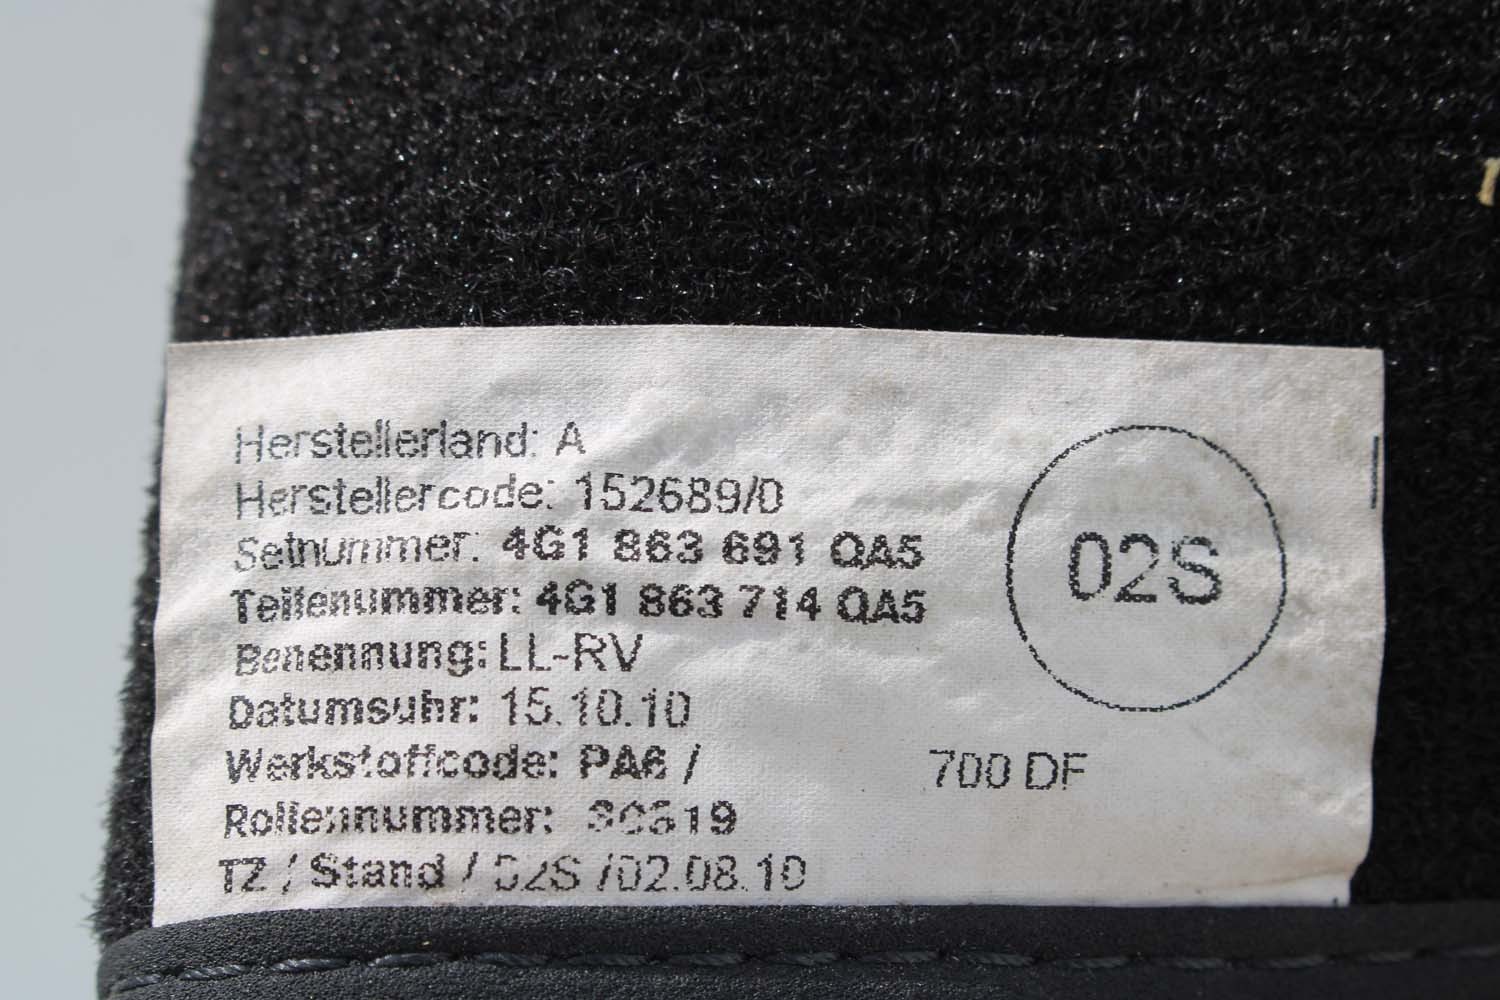 Herstellerland: A
Herstellercode: 152689/0
Setnummer: 4G1 863 691 QA5
Teilenummer: 4G1 863 714 QA5
Benennung: LL-RV
Datumsuhr: 15.10.10
Werkstoffcode: PA6 /
Rollennummer:
TZ / Stand / 02S /02.08.10
02S
700 DF